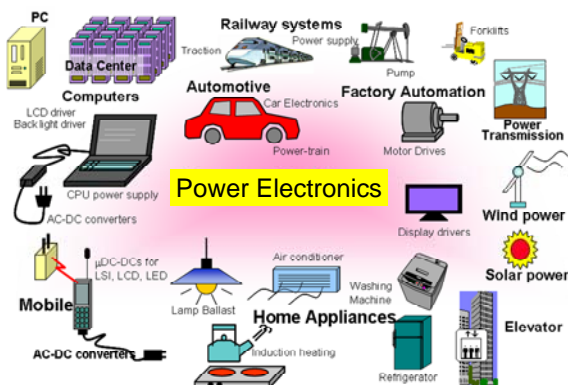 PC
Data Center
Computers
LCD driver
Back light driver
CPU power supply
AC-DC converters
Railway systems
Traction
Power supply
Pump
Forklifts
Automotive
Car Electronics
Power-train
Factory Automation
Motor Drives
Power
Transmission
Power Electronics
Display drivers
Wind power
Solar power
μDC-DCs for
LSI, LCD, LED
Mobile
AC-DC converters
Lamp Ballast
Air conditioner
Washing
Machine
Home Appliances
Induction heating
Refrigerator
Elevator